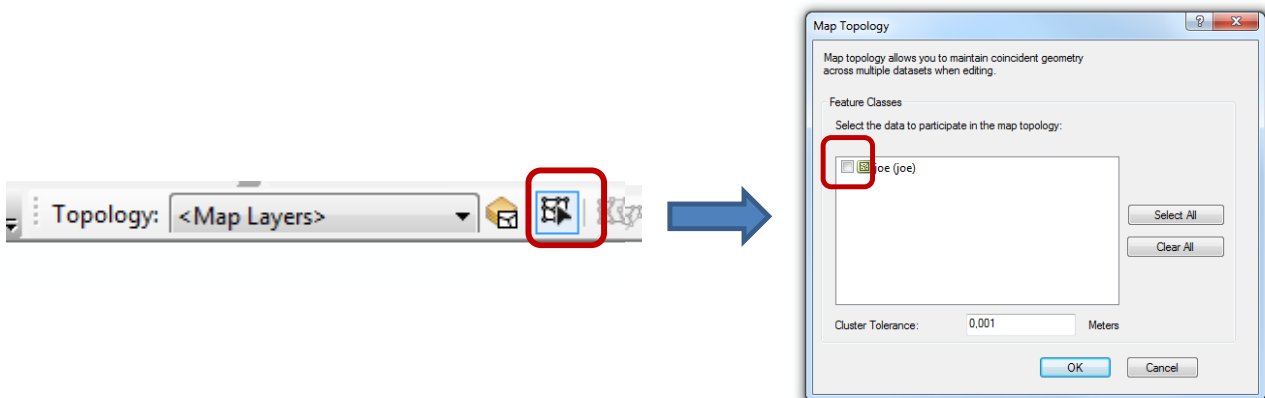 Map Topology
Map topology allows you to maintain coincident geometry
across multiple datasets when editing.
Feature Classes
Select the data to participate in the map topology:
joe (joe)
Topology: <Map Layers>
Select All
Clear All
Cluster Tolerance: 0,001 Meters
OK Cancel